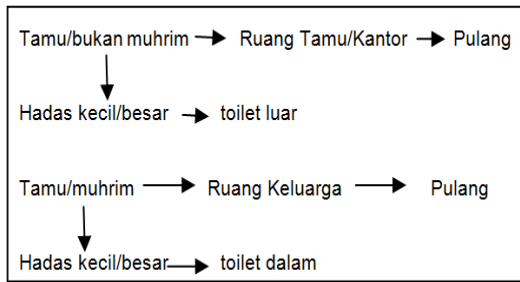 Tamu/bukan muhrim → Ruang Tamu/Kantor → Pulang
Hadas kecil/besar → toilet luar
Tamu/muhrim → Ruang Keluarga → Pulang
Hadas kecil/besar → toilet dalam